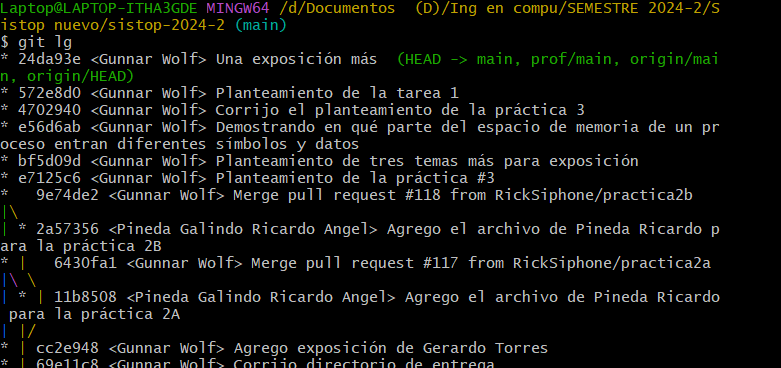 Laptop@LAPTOP-ITHA3GDE MINGW64 /d/Documentos  (D)/Ing en compu/SEMESTRE 2024-2/S
istop nuevo/sistop-2024-2 (main)
$ git lg
* 24da93e <Gunnar Wolf> Una exposición más  (HEAD -> main, prof/main, origin/mai
n, origin/HEAD)
* 572e8d0 <Gunnar Wolf> Planteamiento de la tarea 1
* 4702940 <Gunnar Wolf> Corrijo el planteamiento de la práctica 3
* e56d6ab <Gunnar Wolf> Demostrando en qué parte del espacio de memoria de un pr
oceso entran diferentes símbolos y datos
* bf5d09d <Gunnar Wolf> Planteamiento de tres temas más para exposición
* e7125c6 <Gunnar Wolf> Planteamiento de la práctica #3
*   9e74de2 <Gunnar Wolf> Merge pull request #118 from RickSiphone/practica2b
|\
| * 2a57356 <Pineda Galindo Ricardo Angel> Agrego el archivo de Pineda Ricardo p
ara la práctica 2B
* |   6430fa1 <Gunnar Wolf> Merge pull request #117 from RickSiphone/practica2a
|\ \
| * | 11b8508 <Pineda Galindo Ricardo Angel> Agrego el archivo de Pineda Ricardo
 para la práctica 2A
| |/
* | cc2e948 <Gunnar Wolf> Agrego exposición de Gerardo Torres
* | 69e11c8 <Gunnar Wolf> Corrijo directorio de entrega